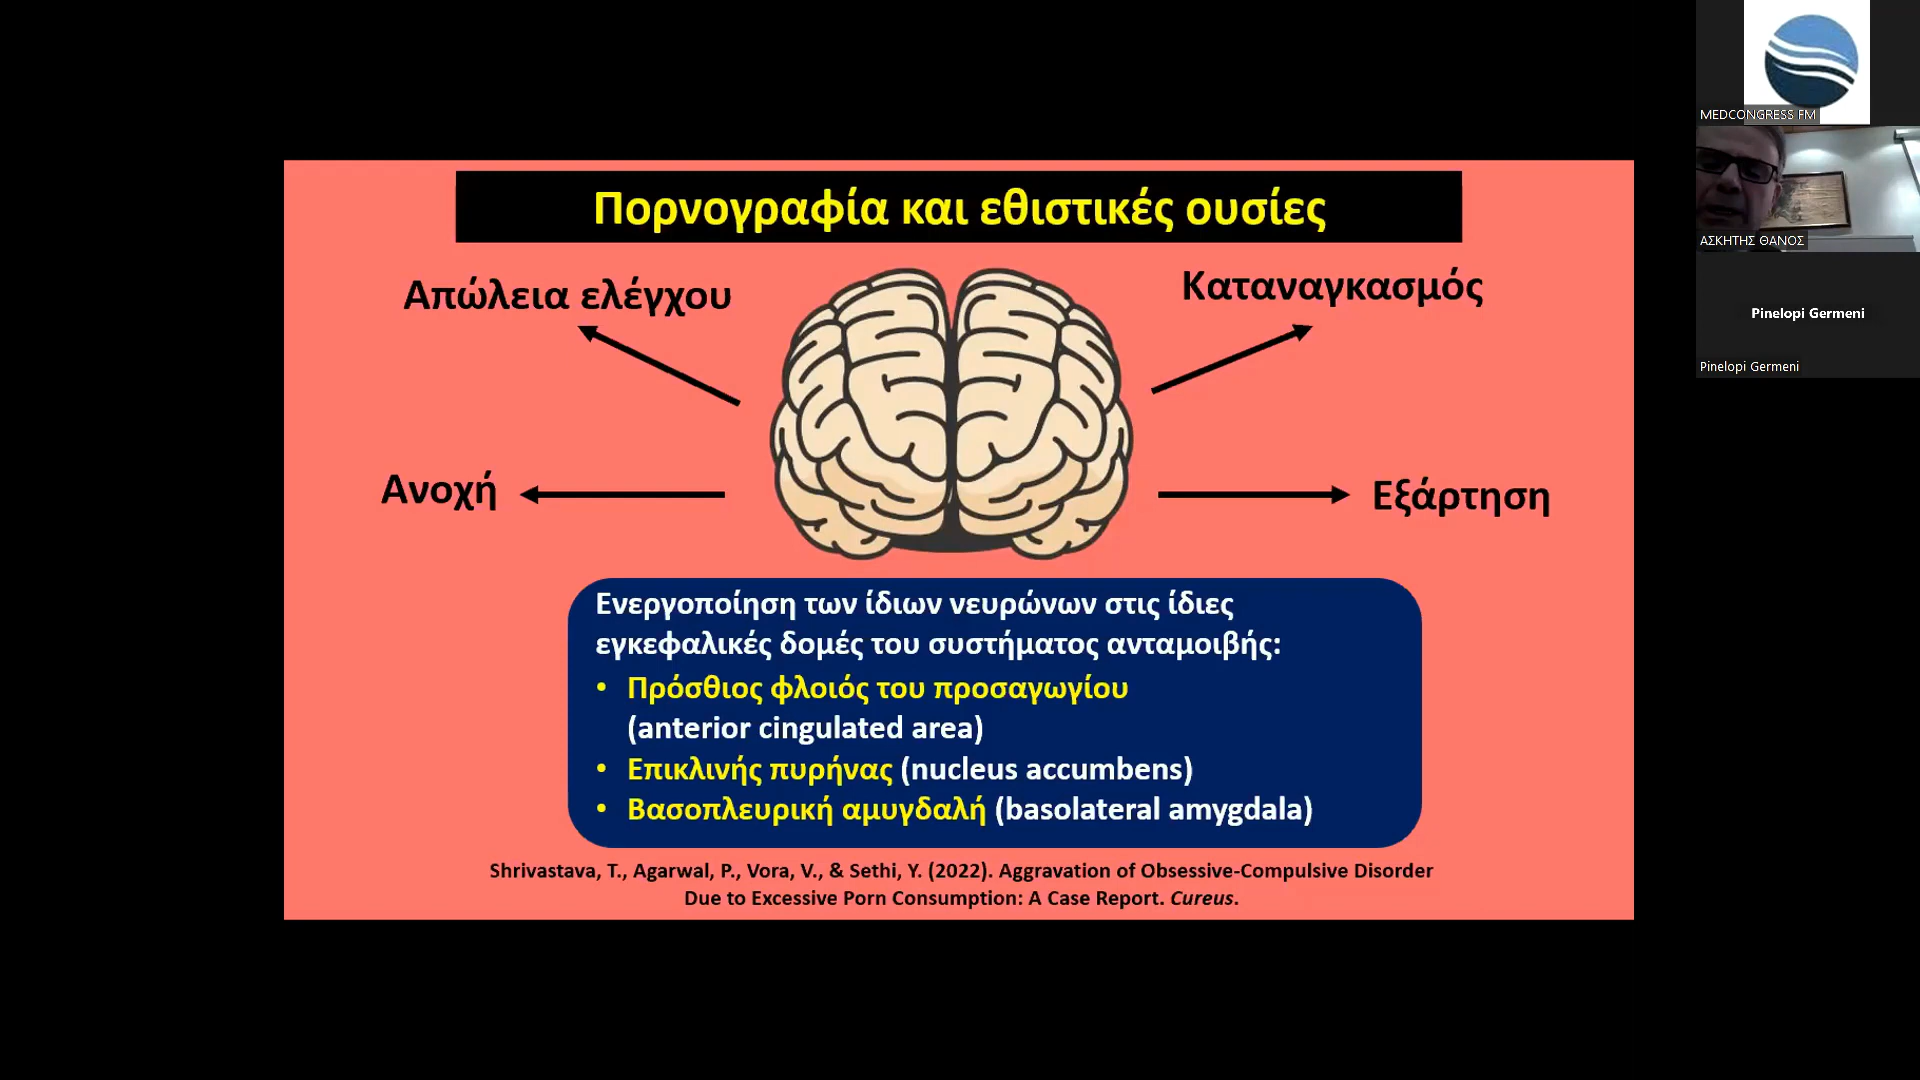 Πορνογραφία και εθιστικές ουσίες
Απώλεια ελέγχου
Καταναγκασμός
Ανοχή
Εξάρτηση
Ενεργοποίηση των ίδιων νευρώνων στις ίδιες
εγκεφαλικές δομές του συστήματος ανταμοιβής:
• Πρόσθιος φλοιός του προσαγωγίου
(anterior cingulated area)
• Επικλινής πυρήνας (nucleus accumbens)
• Βασοπλευρική αμυγδαλή (basolateral amygdala)
Shrivastava, T., Agarwal, P., Vora, V., & Sethi, Y. (2022). Aggravation of Obsessive-Compulsive Disorder
Due to Excessive Porn Consumption: A Case Report. Cureus.
MEDCONGRESS FM
ΑΣΚΗΤΗΣ ΘΑΝΟΣ
Pinelopi Germeni
Pinelopi Germeni